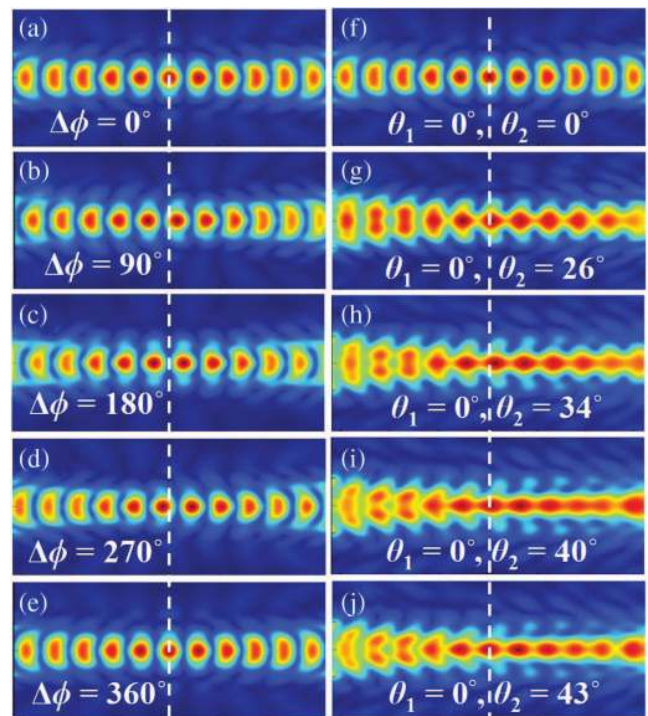 (a)
Δϕ = 0°
(b)
Δϕ = 90°
(c)
Δϕ = 180°
(d)
Δϕ = 270°
(e)
Δϕ = 360°
(f)
θ₁ = 0°, θ₂ = 0°
(g)
θ₁ = 0°, θ₂ = 26°
(h)
θ₁ = 0°, θ₂ = 34°
(i)
θ₁ = 0°, θ₂ = 40°
(j)
θ₁ = 0°, θ₂ = 43°